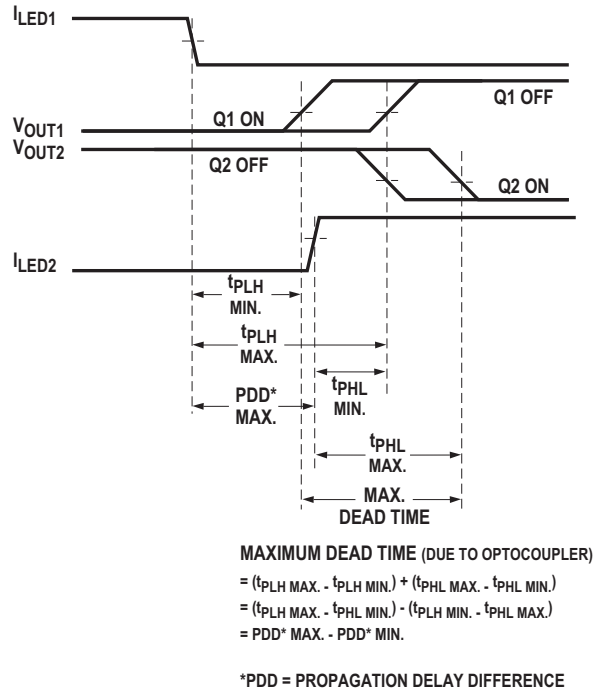 ILED1
Q1 ON
Q1 OFF
VOUT1
VOUT2
Q2 OFF
Q2 ON
ILED2
tPLH
MIN.
tPLH
MAX.
PDD*
MAX.
tPHL
MIN.
tPHL
MAX.
MAX.
DEAD TIME
MAXIMUM DEAD TIME (DUE TO OPTOCOUPLER)
= (tPLH MAX. - tPLH MIN.) + (tPHL MAX. - tPHL MIN.)
= (tPLH MAX. - tPHL MIN.) - (tPLH MIN. - tPHL MAX.)
= PDD* MAX. - PDD* MIN.
*PDD = PROPAGATION DELAY DIFFERENCE